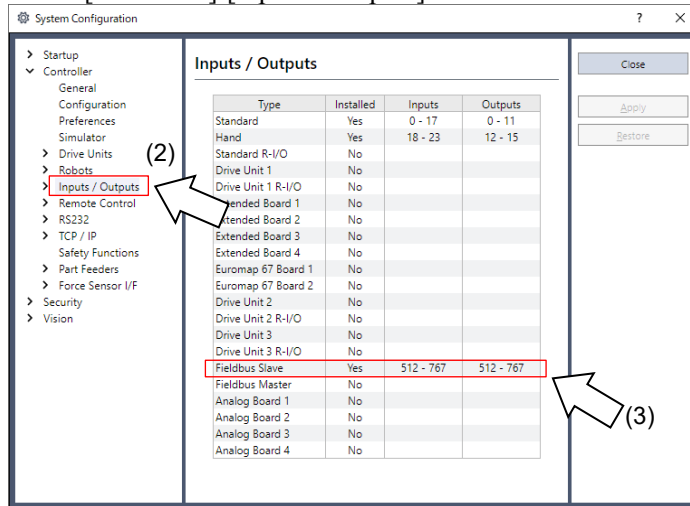 System Configuration ? ×
Startup
Controller
General
Configuration
Preferences
Simulator
Drive Units
Robots
Inputs / Outputs
Remote Control
RS232
TCP / IP
Safety Functions
Part Feeders
Force Sensor I/F
Security
Vision
(2)
Inputs / Outputs
Type Installed Inputs Outputs
Standard Yes 0 - 17 0 - 11
Hand Yes 18 - 23 12 - 15
Standard R-I/O No
Drive Unit 1 No
Drive Unit 1 R-I/O No
Board 1 No
Board 2 No
Extended Board 3 No
Extended Board 4 No
Euromap 67 Board 1 No
Euromap 67 Board 2 No
Drive Unit 2 No
Drive Unit 2 R-I/O No
Drive Unit 3 No
Drive Unit 3 R-I/O No
Fieldbus Slave Yes 512 - 767 512 - 767
Fieldbus Master No
Analog Board 1 No
Analog Board 2 No
Analog Board 3 No
Analog Board 4 No
(3)
Close
Apply
Restore